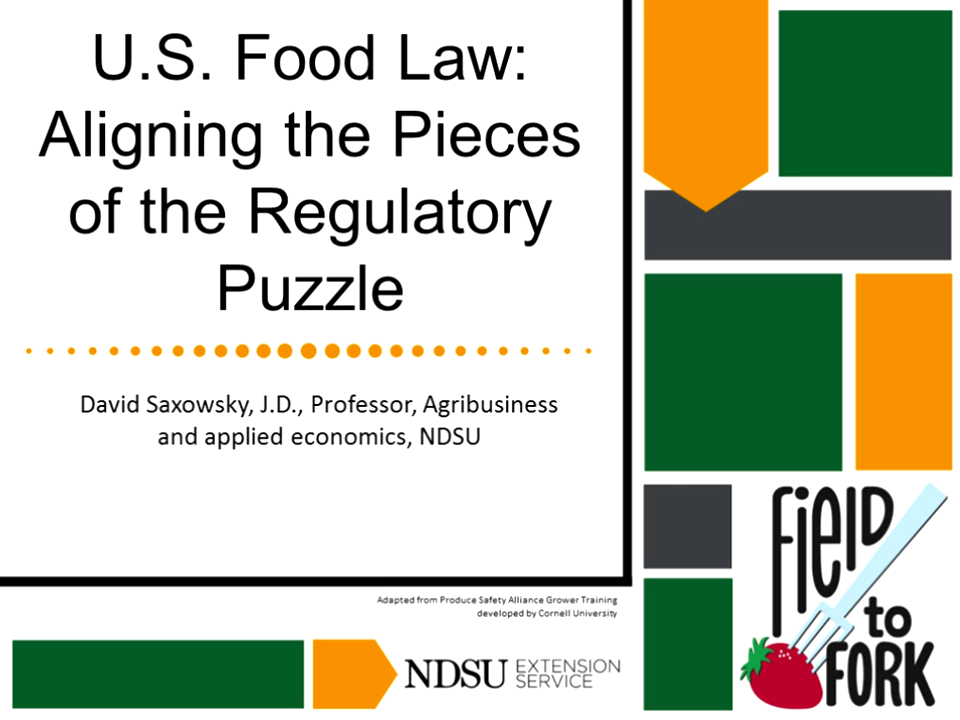 U.S. Food Law:
Aligning the Pieces
of the Regulatory
Puzzle
David Saxowsky, J.D., Professor, Agribusiness
and applied economics, NDSU
Adapted from Produce Safety Alliance Grower Training
developed by Cornell University
NDSU EXTENSION
SERVICE
field
to
FORK